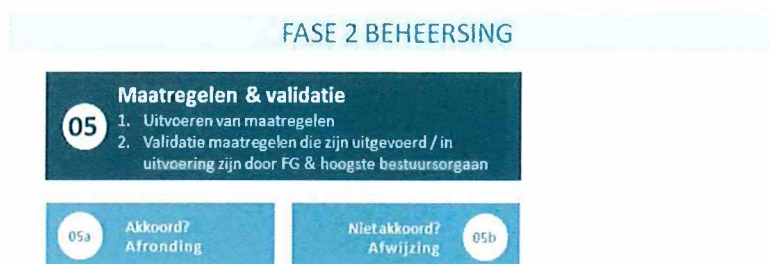 FASE 2 BEHEERSING
Maatregelen & validatie
05
1. Uitvoeren van maatregelen
2. Validatie maatregelen die zijn uitgevoerd / in
uitvoering zijn door FG & hoogste bestuursorgaan
05a
Akkoord?
Afronding
Niet akkoord?
Afwijzing
05b